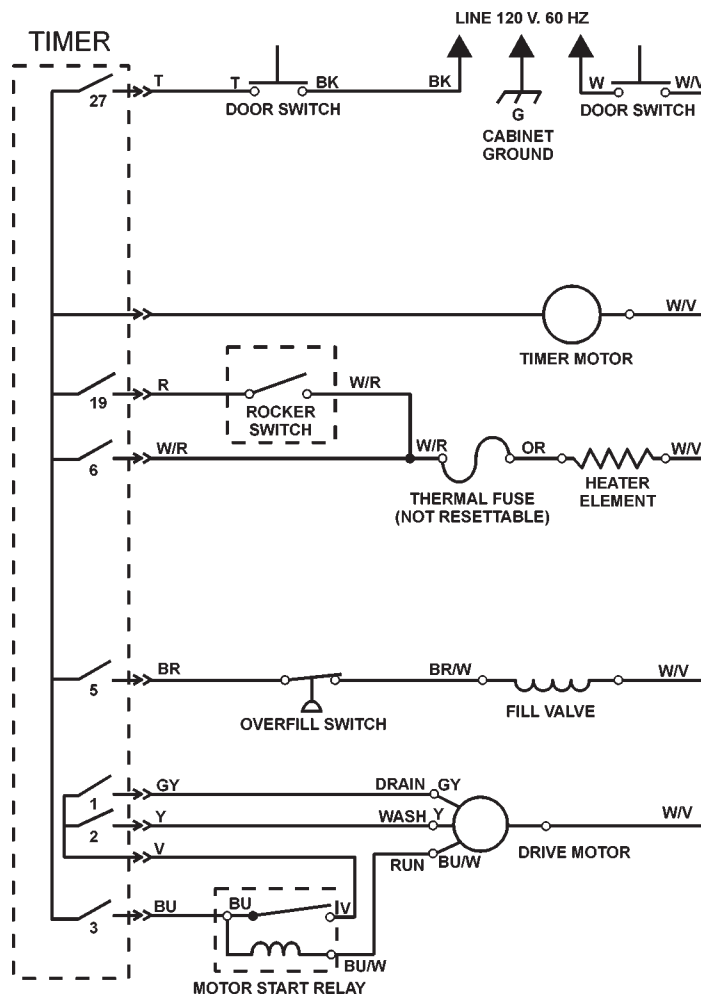 LINE 120 V. 60 HZ
TIMER
T
T
BK
BK
W
W/V
27
DOOR SWITCH
G
DOOR SWITCH
CABINET
GROUND
W/V
TIMER MOTOR
R
W/R
19
ROCKER
SWITCH
W/R
W/R
OR
W/V
6
THERMAL FUSE
(NOT RESETTABLE)
HEATER
ELEMENT
BR
BR/W
W/V
5
OVERFILL SWITCH
FILL VALVE
GY
DRAIN
GY
1
Y
WASH
Y
W/V
2
V
RUN
BU/W
DRIVE MOTOR
BU
BU
V
3
BU/W
MOTOR START RELAY